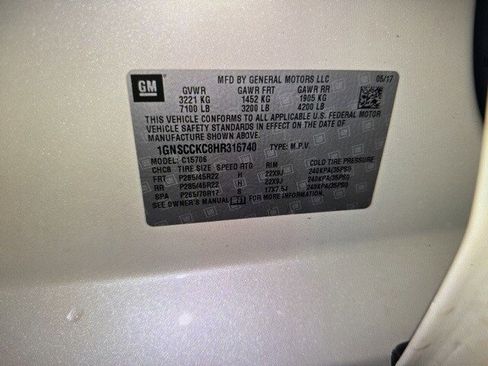 GM
MFD BY GENERAL MOTORS LLC 05/17
GVWR GAWR FRT GAWR RR
3221 KG 1452 KG 1905 KG
7100 LB 3200 LB 4200 LB
THIS VEHICLE CONFORMS TO ALL APPLICABLE U.S. FEDERAL MOTOR
VEHICLE SAFETY STANDARDS IN EFFECT ON THE DATE OF
MANUFACTURE SHOWN ABOVE.
1GNSCCKC8HR316740 TYPE: M.P.V.
MODEL: C15706
TIRE SIZE SPEED RTG COLD TIRE PRESSURE
FRT P285/45R22 H 22X9J 240KPA(35PSI)
RR P285/45R22 H 22X9J 240KPA(35PSI)
SPA P265/70R17 S 17X7.5J 240KPA(35PSI)
SEE OWNER'S MANUAL FOR MORE INFORMATION.